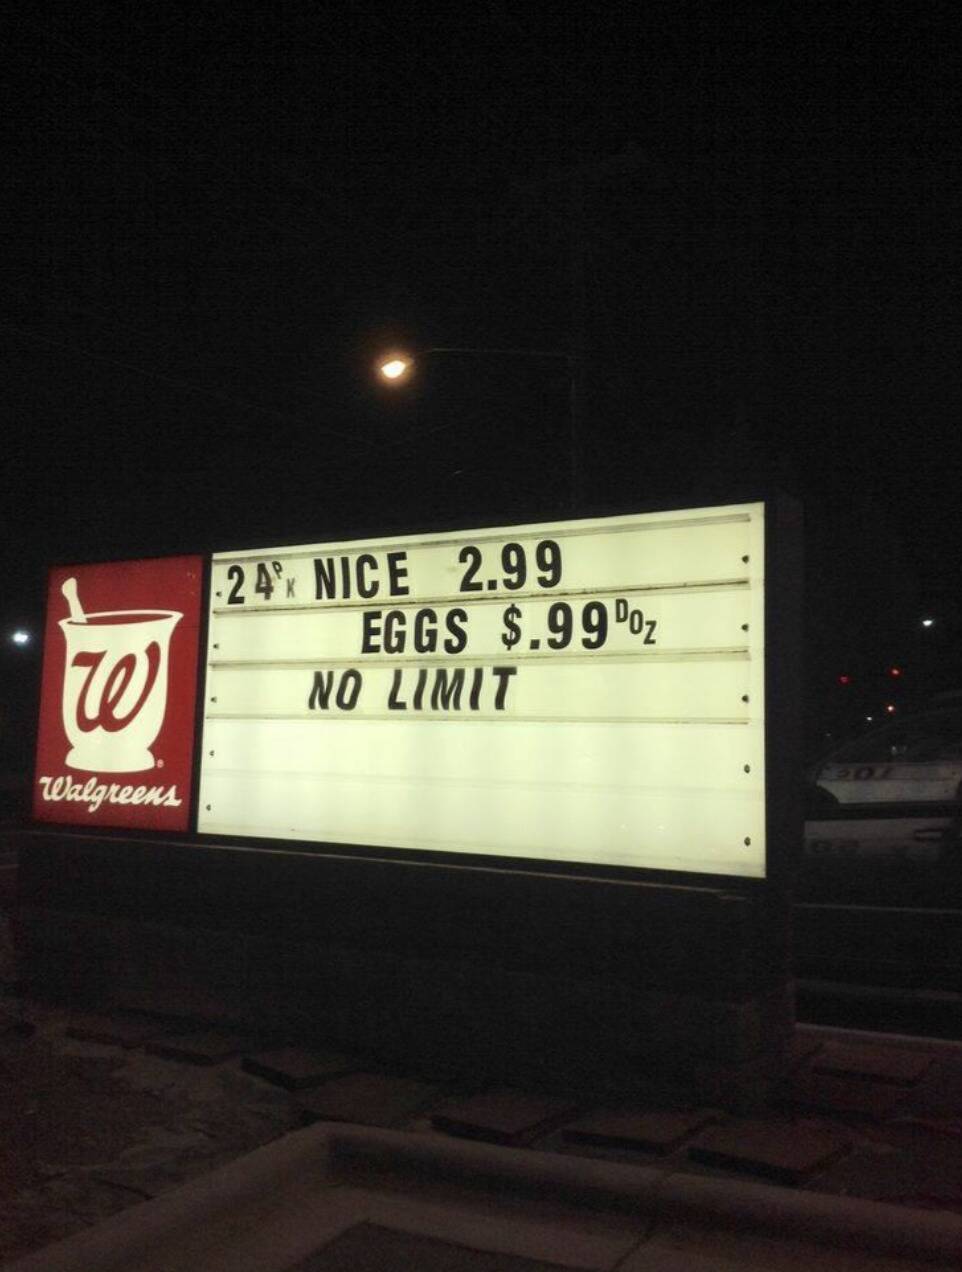 24PK NICE 2.99
EGGS $.99DOZ
NO LIMIT
W
Walgreens